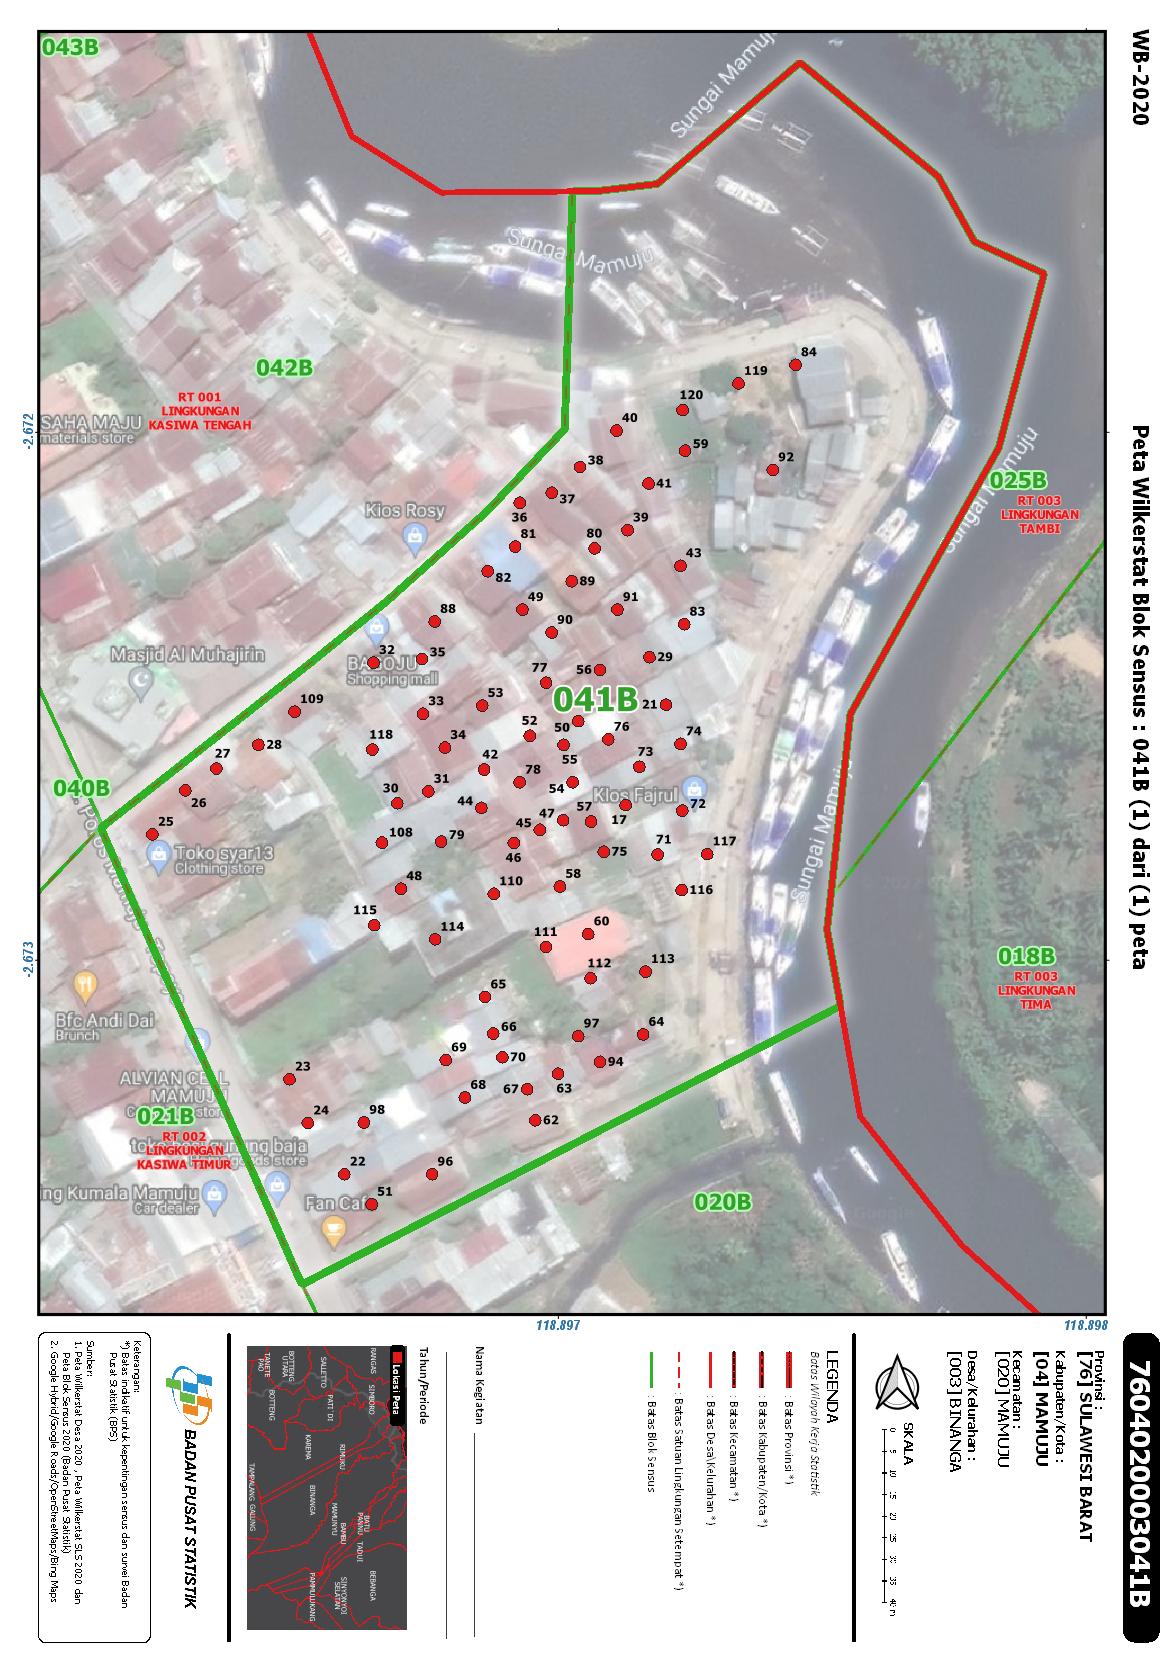 WB-2020
Peta Wilkerstat Blok Sensus : 041B (1) dari (1) peta
043B
Sungai Mamuju
Sungai Mamuju
042B
RT 001
LINGKUNGAN
KASIWA TENGAH
SAHA MAJU
materials store
-2.672
84
119
120
40
59
92
38
41
37
36
39
81
80
43
82
89
49
91
88
90
83
Kios Rosy
025B
RT 003
LINGKUNGAN
TAMBI
Sungai Mamuju
Masjid Al Muhajirin
32
35
29
77
56
Shopping mall
041B
109
33
53
21
28
118
34
52
50
76
74
27
42
55
73
78
040B
26
30
31
54
Kios Fajrul
44
72
25
47
57
17
45
108
79
46
75
71
117
Toko syar13
Clothing store
48
110
58
116
115
114
111
60
Sungai Mamuju
-2.673
112
113
018B
RT 003
LINGKUNGAN
TIMA
65
66
97
64
Bfc Andi Dai
Brunch
69
70
94
23
68
67
63
ALVIAN CELL
MAMUJU
24
98
62
021B
RT 002
LINGKUNGAN
KASIWA TIMUR
22
96
51
ing Kumala Mamuju
Car dealer
Fan Caf
020B
118.897
118.898
7604020003041B
Provinsi :
[76] SULAWESI BARAT
Kabupaten/Kota :
[04] MAMUJU
Kecamatan :
[020] MAMUJU
Desa/Kelurahan :
[003] BINANGA
SKALA
0 5 10 15 20 25 30 35 40 m
LEGENDA
Batas Wilayah Kerja Statistik
: Batas Provinsi *)
: Batas Kabupaten/Kota *)
: Batas Kecamatan *)
: Batas Desa\Kelurahan *)
: Batas Satuan Lingkungan Setempat *)
: Batas Blok Sensus
Nama Kegiatan
Tahun/Periode
Lokasi Peta
RANGAS
SIMBORO
SALLETTO
PATI' DI
BOTTENG
UTARA
BOTTENG
TANETE
PAO
RIMUKU
KAREMA
BINANGA
MAMUNYU
BATU
PANNU
TADUI
BAMBU
TAMPALANG
GALUNG
BEBANGA
SINYONYOI
SELATAN
BADAN PUSAT STATISTIK
Keterangan:
*) Batas indikatif untuk kepentingan sensus dan survei Badan
Pusat Statistik (BPS)
Sumber:
1. Peta Wilkerstat Desa 2020 , Peta Wilkerstat SLS 2020 dan
Peta Blok Sensus 2020 (Badan Pusat Statistik)
2. Google Hybrid/Google Roads/OpenStreetMaps/Bing Maps